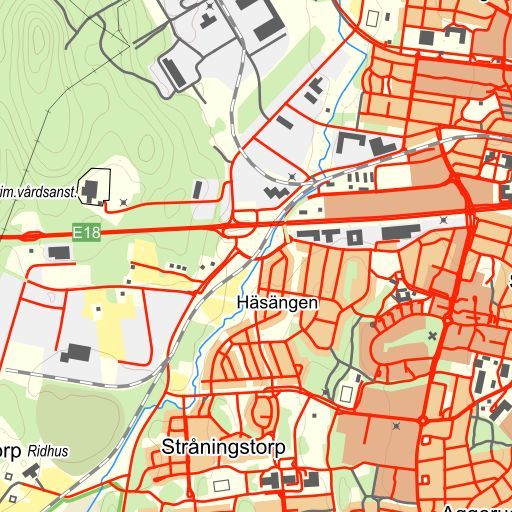 im.vårdsanst.
E18
Häsängen
Stråningstorp
orp
Ridhus